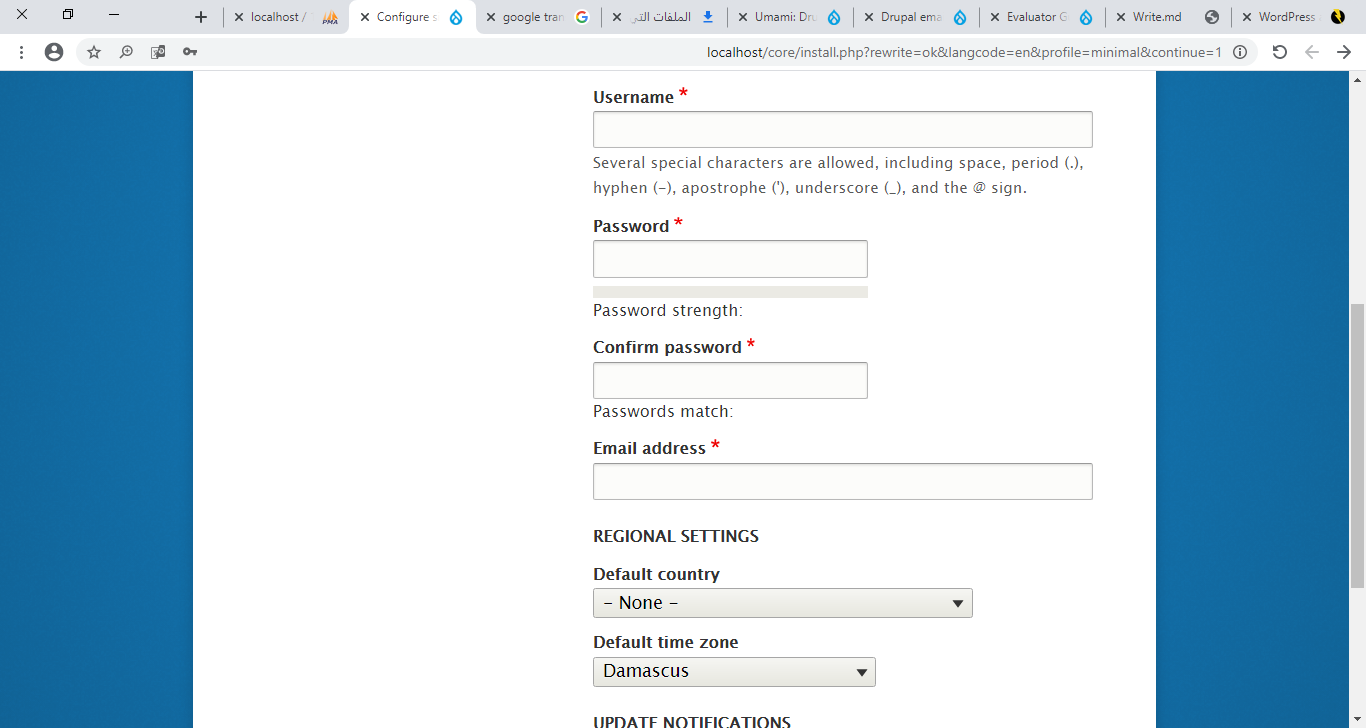 localhost /
Configure s
google tran
الملفات التي
Umami: Dru
Drupal ema
Evaluator G
Write.md
WordPress
PMA
localhost/core/install.php?rewrite=ok&langcode=en&profile=minimal&continue=1
Username *
Several special characters are allowed, including space, period (.),
hyphen (-), apostrophe ('), underscore (_), and the @ sign.
Password *
Password strength:
Confirm password *
Passwords match:
Email address *
REGIONAL SETTINGS
Default country
- None -
Default time zone
Damascus
UPDATE NOTIFICATIONS